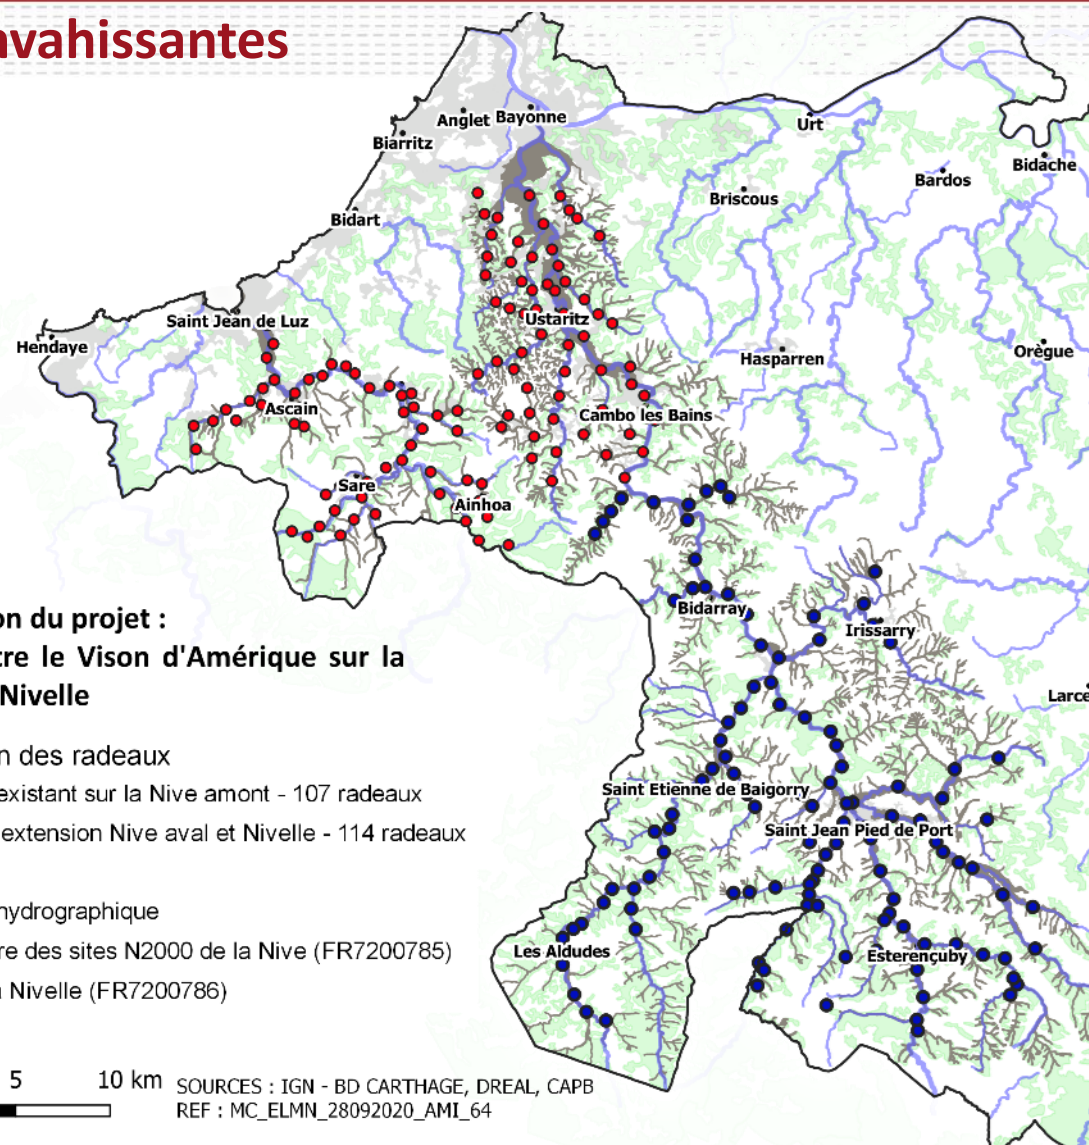 nvahissantes
Anglet
Bayonne
Biarritz
Urt
Bidache
Bardos
Briscous
Bidart
Saint Jean de Luz
Ustaritz
Hendaye
Orègue
Hasparren
Ascain
Cambo les Bains
Sare
Ainhoa
Bidarray
Irissarry
on du projet :
tre le Vison d'Amérique sur la
Nivelle
Larce
n des radeaux
existant sur la Nive amont - 107 radeaux
extension Nive aval et Nivelle - 114 radeaux
Saint Etienne de Baigorry
Saint Jean Pied de Port
hydrographique
re des sites N2000 de la Nive (FR7200785)
a Nivelle (FR7200786)
Les Aldudes
Esterençuby
5 10 km
SOURCES : IGN - BD CARTHAGE, DREAL, CAPB
REF : MC_ELMN_28092020_AMI_64